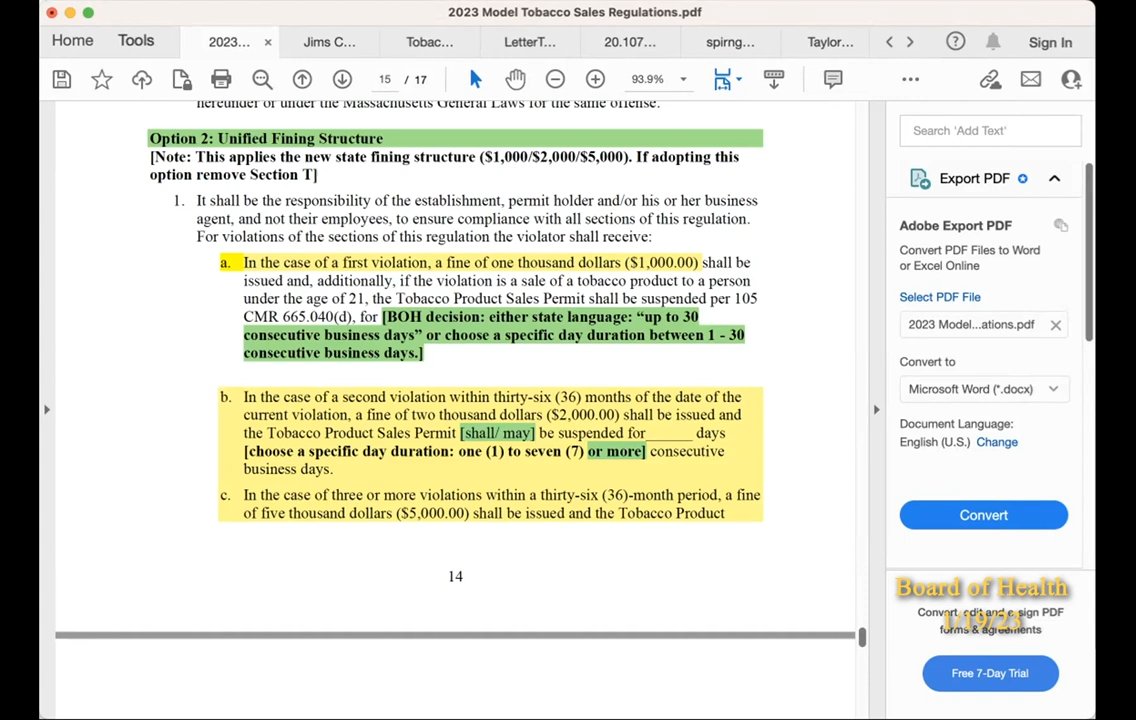 2023 Model Tobacco Sales Regulations.pdf
Home Tools 2023... × Jims C... Tobac... LetterT... 20.107... spirng... Taylor... Sign In
15 / 17 93.9%
hereunder or under the Massachusetts General Laws for the same offense.
Option 2: Unified Fining Structure
[Note: This applies the new state fining structure ($1,000/$2,000/$5,000). If adopting this
option remove Section T]
1. It shall be the responsibility of the establishment, permit holder and/or his or her business
agent, and not their employees, to ensure compliance with all sections of this regulation.
For violations of the sections of this regulation the violator shall receive:
a. In the case of a first violation, a fine of one thousand dollars ($1,000.00) shall be
issued and, additionally, if the violation is a sale of a tobacco product to a person
under the age of 21, the Tobacco Product Sales Permit shall be suspended per 105
CMR 665.040(d), for [BOH decision: either state language: “up to 30
consecutive business days” or choose a specific day duration between 1 - 30
consecutive business days.]
b. In the case of a second violation within thirty-six (36) months of the date of the
current violation, a fine of two thousand dollars ($2,000.00) shall be issued and
the Tobacco Product Sales Permit [shall/ may] be suspended for______ days
[choose a specific day duration: one (1) to seven (7) or more] consecutive
business days.
c. In the case of three or more violations within a thirty-six (36)-month period, a fine
of five thousand dollars ($5,000.00) shall be issued and the Tobacco Product
14
Search 'Add Text'
Export PDF
Adobe Export PDF
Convert PDF Files to Word
or Excel Online
Select PDF File
2023 Model...ations.pdf ×
Convert to
Microsoft Word (*.docx)
Document Language:
English (U.S.) Change
Convert
Board of Health
Convert, edit and e-sign PDF
1/19/23
forms & agreements
Free 7-Day Trial